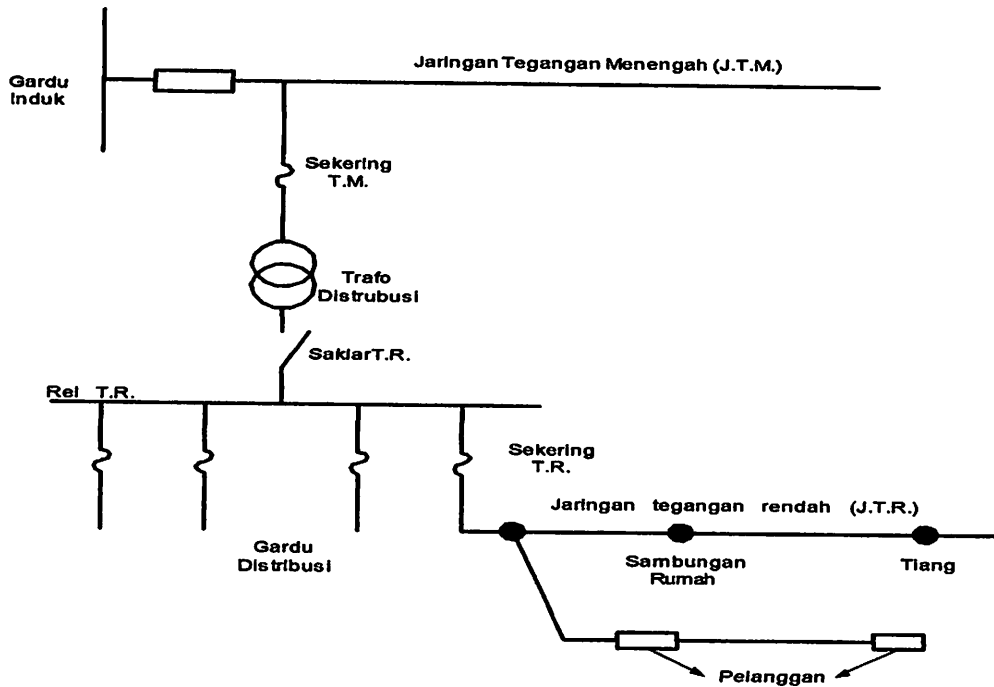 Jaringan Tegangan Menengah (J.T.M.)
Gardu
Induk
Sekering
T.M.
Trafo
Distrubusi
Saklar T.R.
Rel T.R.
Sekering
T.R.
Jaringan tegangan rendah (J.T.R.)
Gardu
Distribusi
Sambungan
Rumah
Tiang
Pelanggan